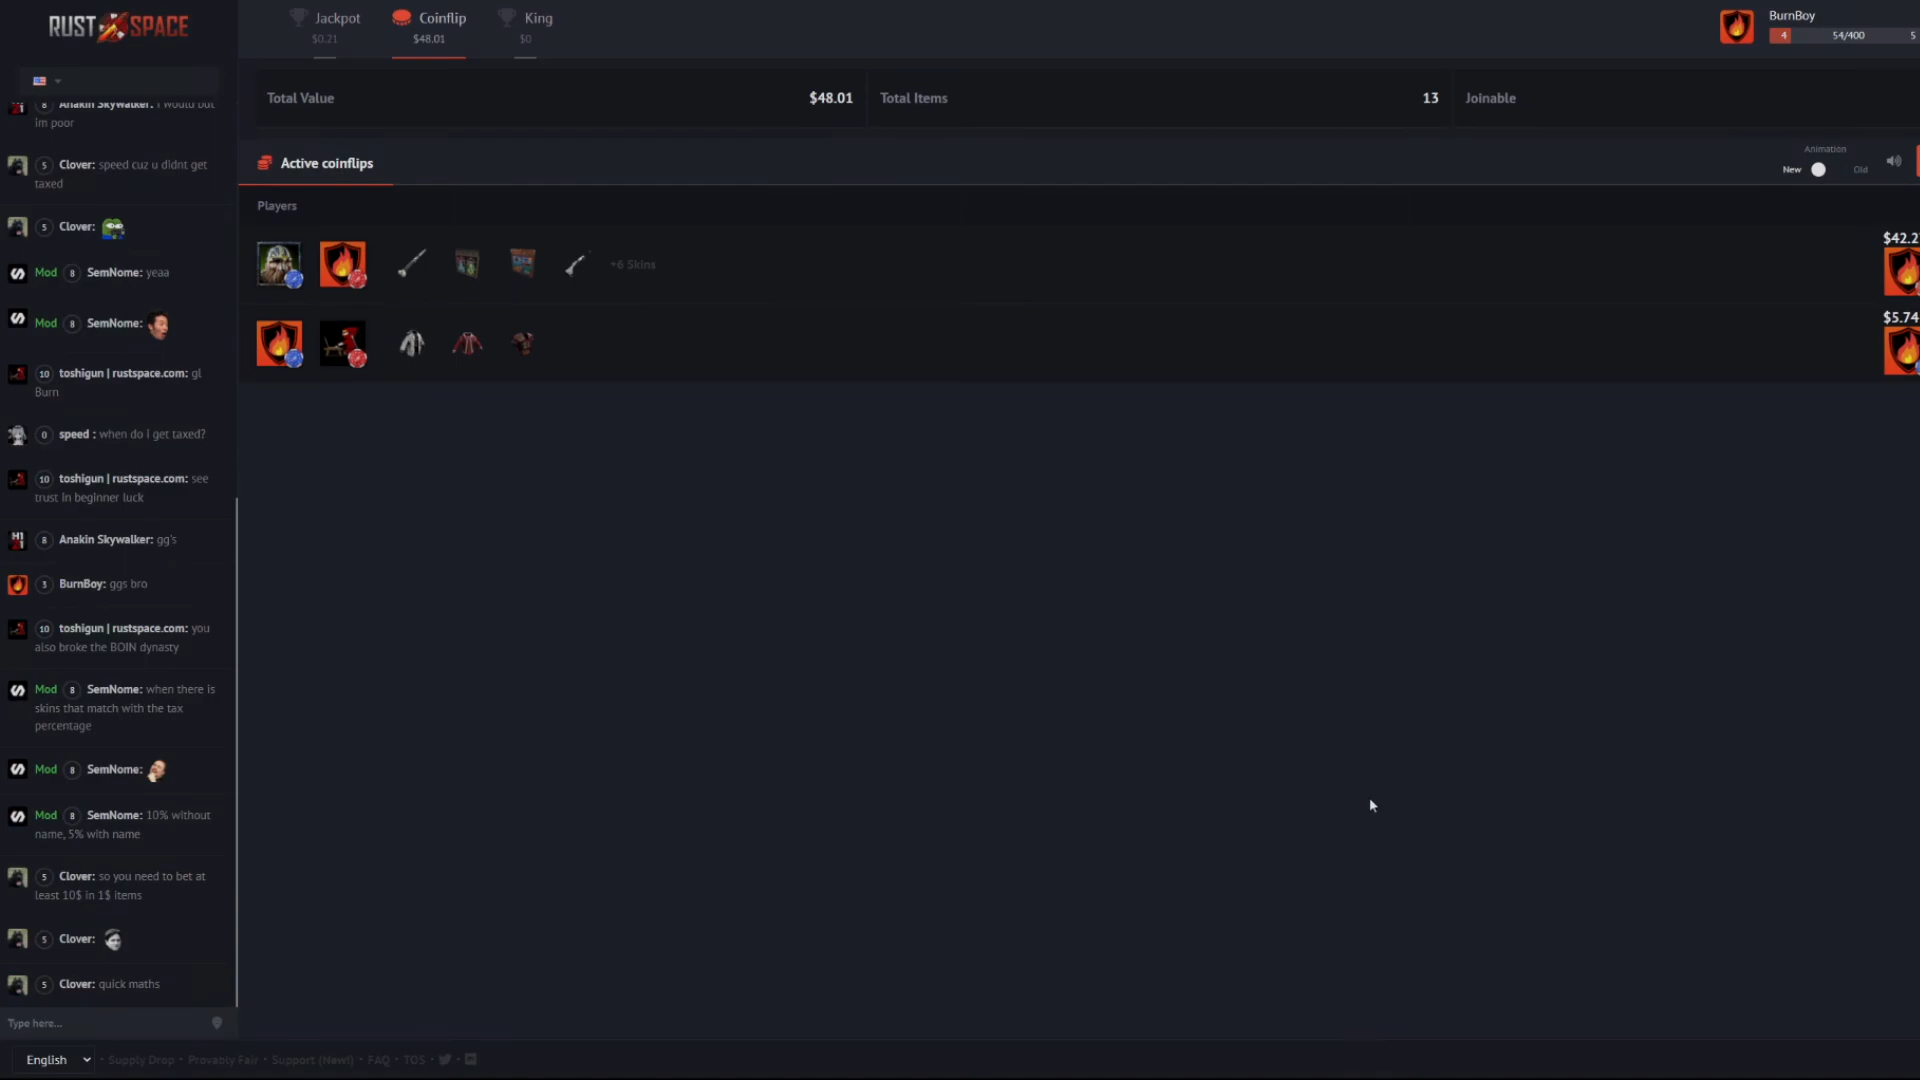 RUST SPACE
Jackpot
$0.21
Coinflip
$48.01
King
$0
BurnBoy
4
54/400
5
Total Value
$48.01
Total Items
13
Joinable
Active coinflips
Animation
New
Old
Players
+6 Skins
$42.2
$5.74
8 Anakin Skywalker: I would but
im poor
5 Clover: speed cuz u didnt get
taxed
5 Clover:
Mod 8 SemNome: yeaa
Mod 8 SemNome:
10 toshigun | rustspace.com: gl
Burn
0 speed : when do i get taxed?
10 toshigun | rustspace.com: see
trust in beginner luck
8 Anakin Skywalker: gg's
3 BurnBoy: ggs bro
10 toshigun | rustspace.com: you
also broke the BOIN dynasty
Mod 8 SemNome: when there is
skins that match with the tax
percentage
Mod 8 SemNome:
Mod 8 SemNome: 10% without
name, 5% with name
5 Clover: so you need to bet at
least 10$ in 1$ items
5 Clover:
5 Clover: quick maths
Type here...
English
· Supply Drop · Provably Fair · Support (New!) · FAQ · TOS · ·